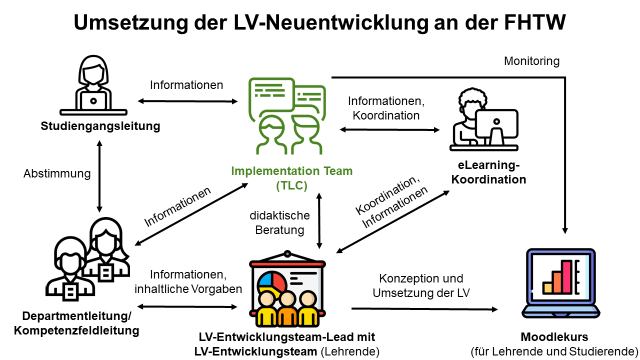 Umsetzung der LV-Neuentwicklung an der FHTW
Monitoring
Informationen
Informationen,
Koordination
Studiengangsleitung
Implementation Team
(TLC)
eLearning-
Koordination
Abstimmung
Informationen
didaktische
Beratung
Koordination,
Informationen
Informationen,
inhaltliche Vorgaben
Konzeption und
Umsetzung der LV
Departmentleitung/
Kompetenzfeldleitung
LV-Entwicklungsteam-Lead mit
LV-Entwicklungsteam (Lehrende)
Moodlekurs
(für Lehrende und Studierende)